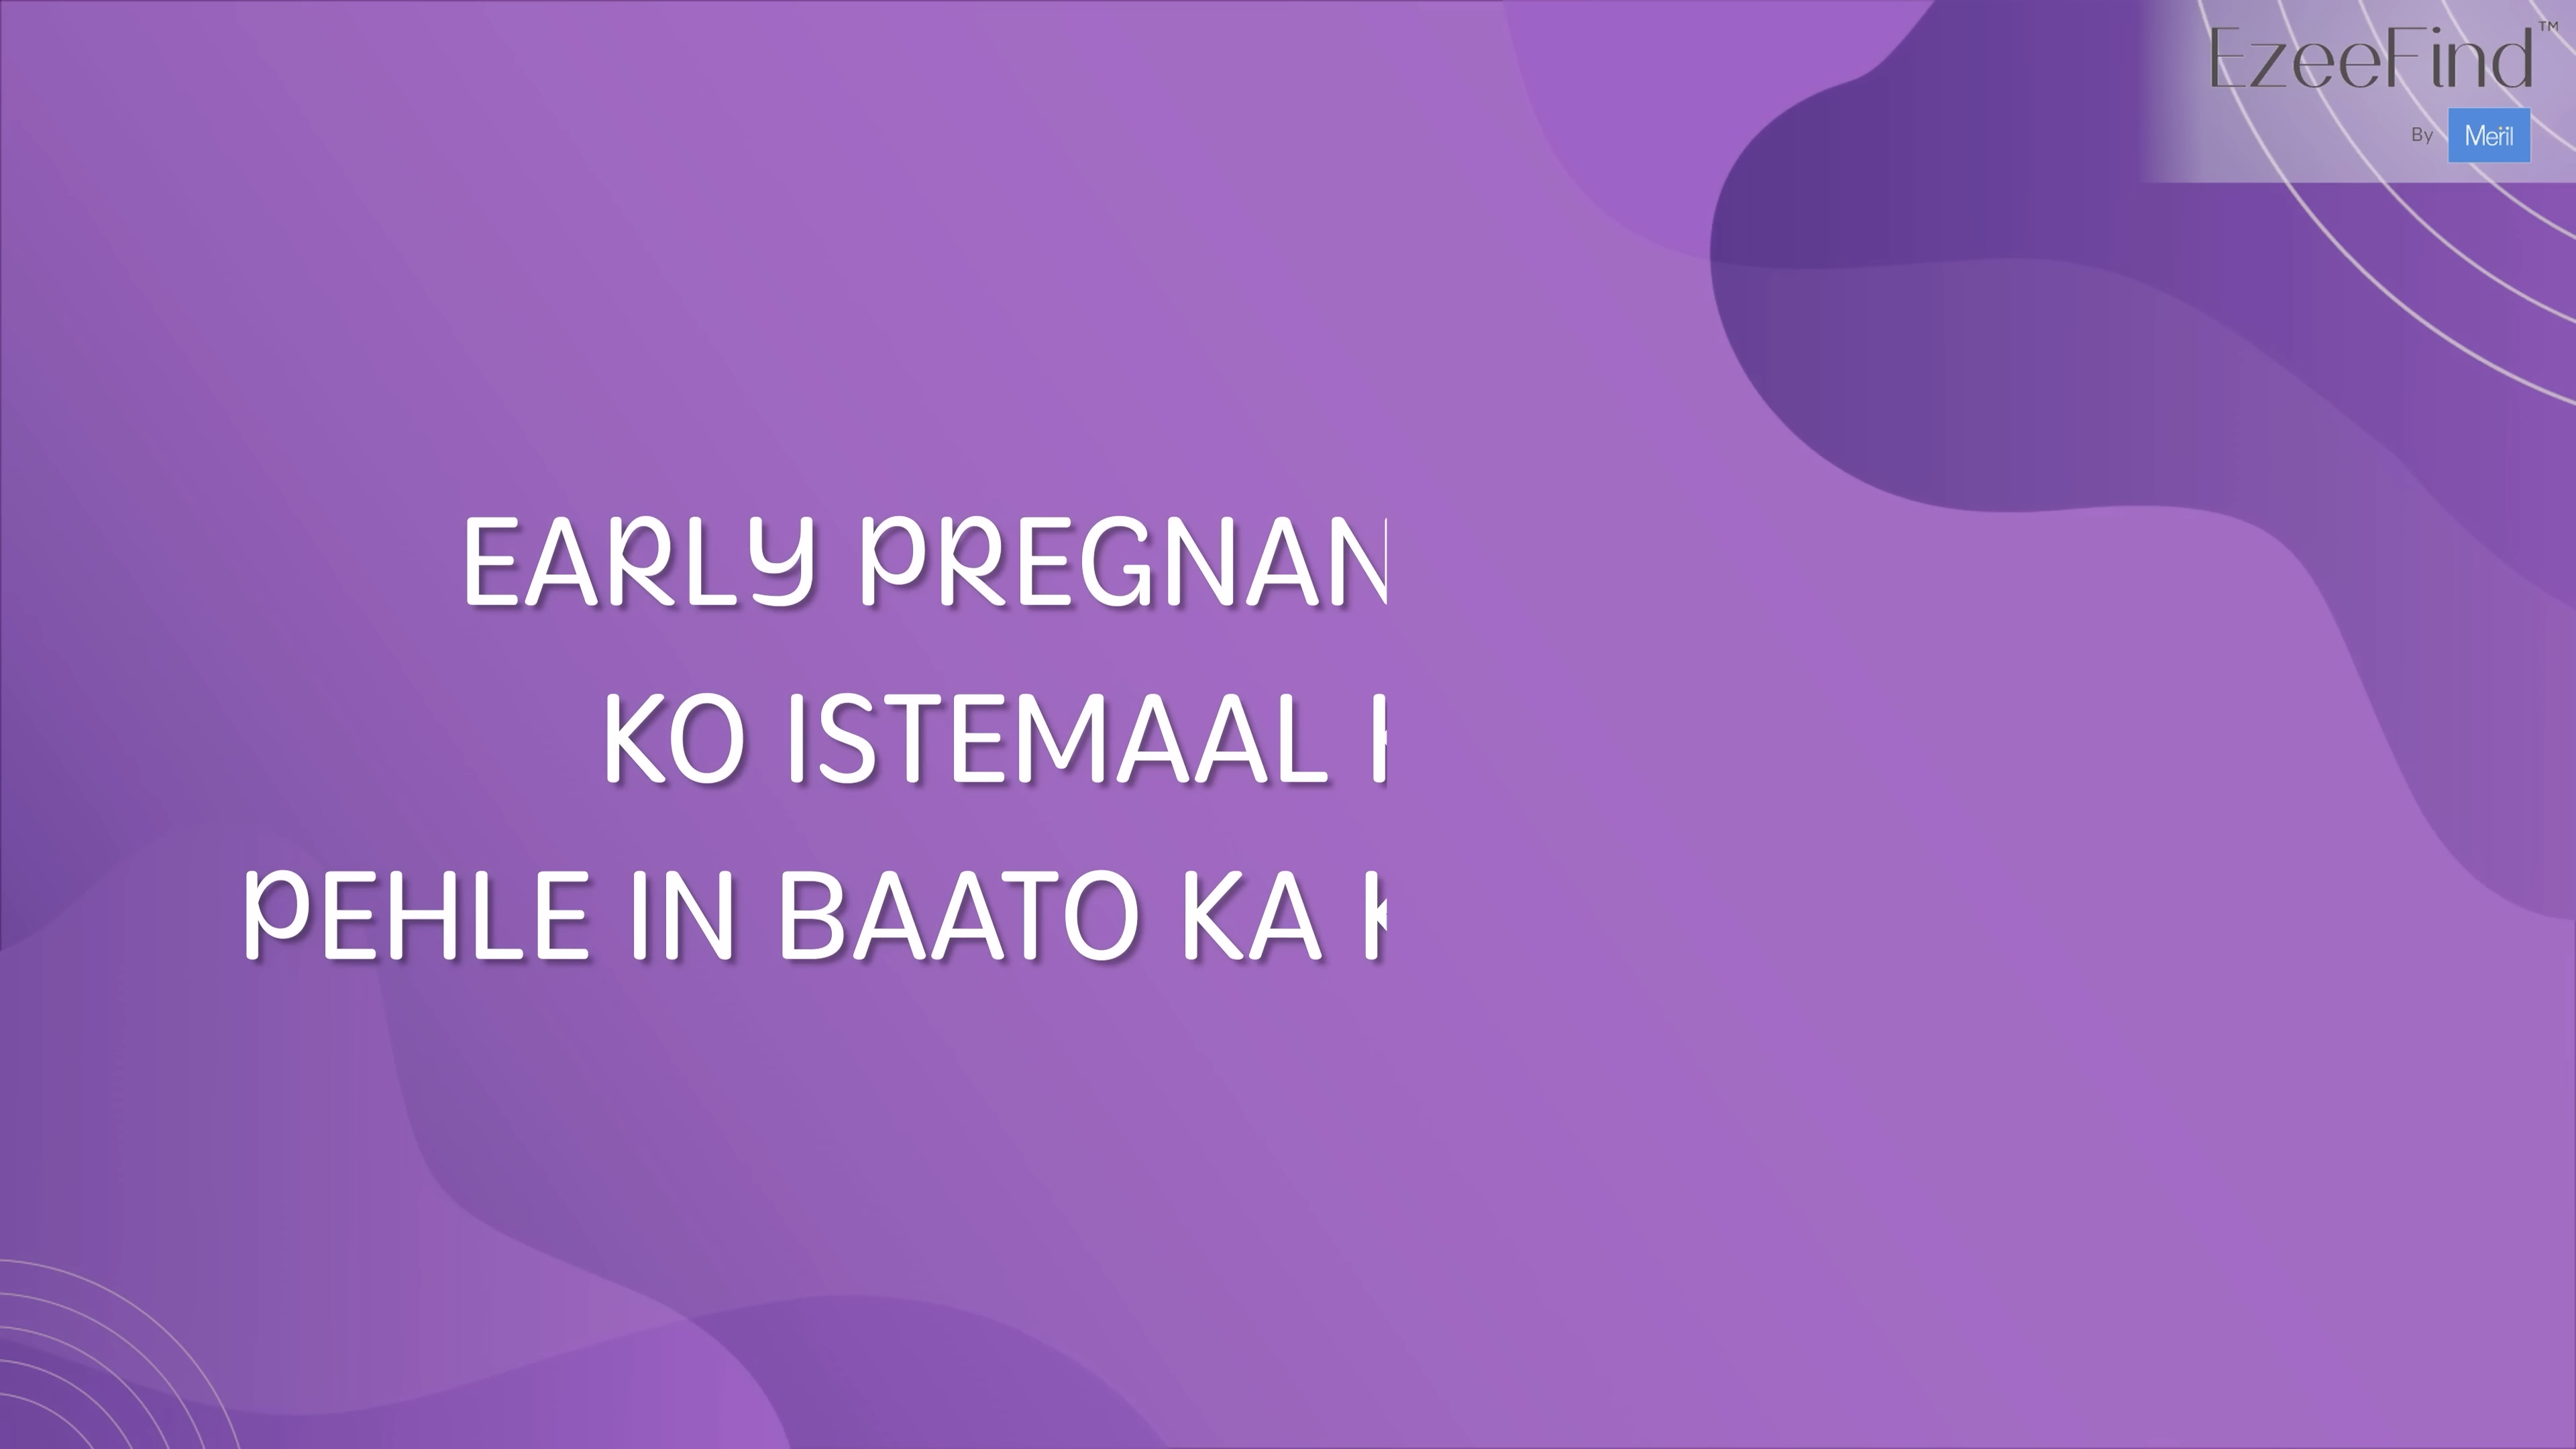 EzeeFind™
By Meril
EARLY PREGNAN
KO ISTEMAAL
PEHLE IN BAATO KA K